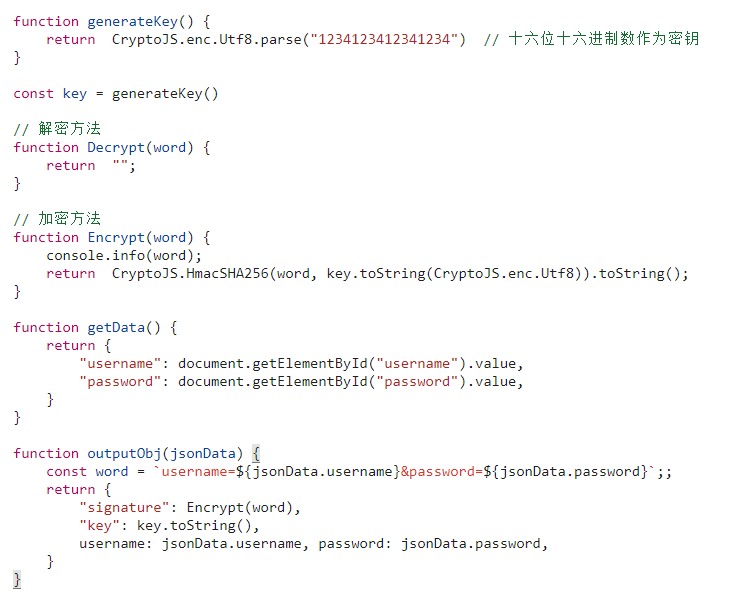 function generateKey() {
    return  CryptoJS.enc.Utf8.parse("1234123412341234")  // 十六位十六进制数作为密钥
}

const key = generateKey()

// 解密方法
function Decrypt(word) {
    return  "";
}

// 加密方法
function Encrypt(word) {
    console.info(word);
    return  CryptoJS.HmacSHA256(word, key.toString(CryptoJS.enc.Utf8)).toString();
}

function getData() {
    return {
        "username": document.getElementById("username").value,
        "password": document.getElementById("password").value,
    }
}

function outputObj(jsonData) {
    const word = `username=${jsonData.username}&password=${jsonData.password}`;;
    return {
        "signature": Encrypt(word),
        "key": key.toString(),
        username: jsonData.username, password: jsonData.password,
    }
}